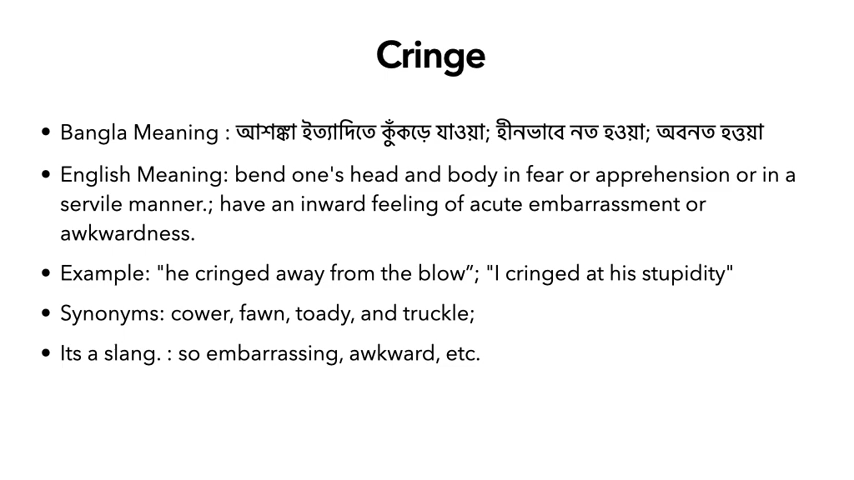 Cringe
• Bangla Meaning : আশঙ্কা ইত্যাদিতে কুঁকড়ে যাওয়া; হীনভাবে নত হওয়া; অবনত হওয়া
• English Meaning: bend one's head and body in fear or apprehension or in a
servile manner.; have an inward feeling of acute embarrassment or
awkwardness.
• Example: "he cringed away from the blow”; "I cringed at his stupidity"
• Synonyms: cower, fawn, toady, and truckle;
• Its a slang. : so embarrassing, awkward, etc.